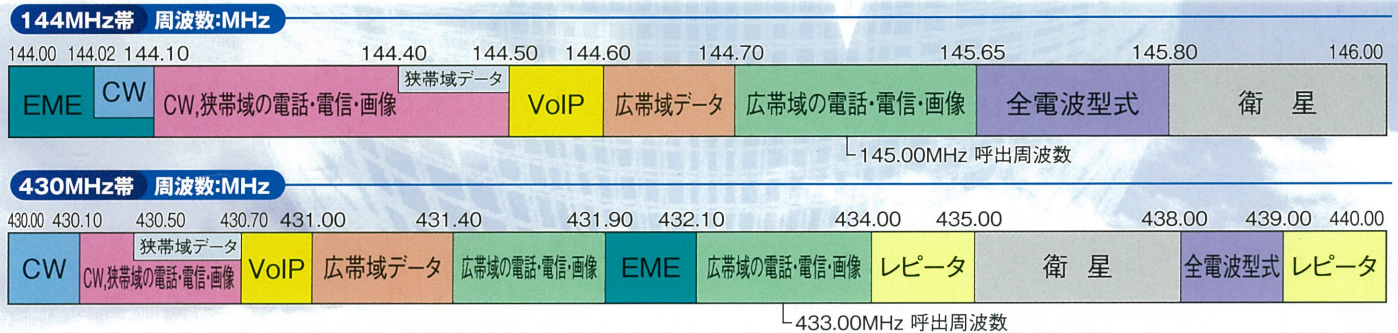 144MHz帯 周波数:MHz
144.00 144.02 144.10 144.40 144.50 144.60 144.70 145.65 145.80 146.00
狭帯域データ
EME CW CW,狭帯域の電話・電信・画像 VoIP 広帯域データ 広帯域の電話・電信・画像 全電波型式 衛星
145.00MHz 呼出周波数
430MHz帯 周波数:MHz
430.00 430.10 430.50 430.70 431.00 431.40 431.90 432.10 434.00 435.00 438.00 439.00 440.00
狭帯域データ
CW CW,狭帯域の電話・電信・画像 VoIP 広帯域データ 広帯域の電話・電信・画像 EME 広帯域の電話・電信・画像 レピータ 衛星 全電波型式 レピータ
433.00MHz 呼出周波数